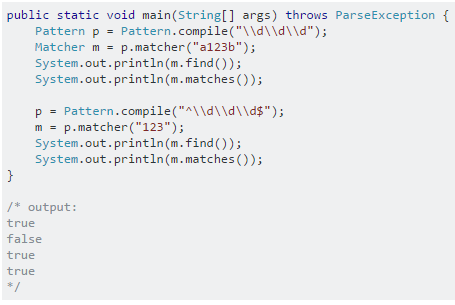 public static void main(String[] args) throws ParseException {
    Pattern p = Pattern.compile("\\d\\d\\d");
    Matcher m = p.matcher("a123b");
    System.out.println(m.find());
    System.out.println(m.matches());

    p = Pattern.compile("^\\d\\d\\d$");
    m = p.matcher("123");
    System.out.println(m.find());
    System.out.println(m.matches());
}

/* output:
true
false
true
true
*/